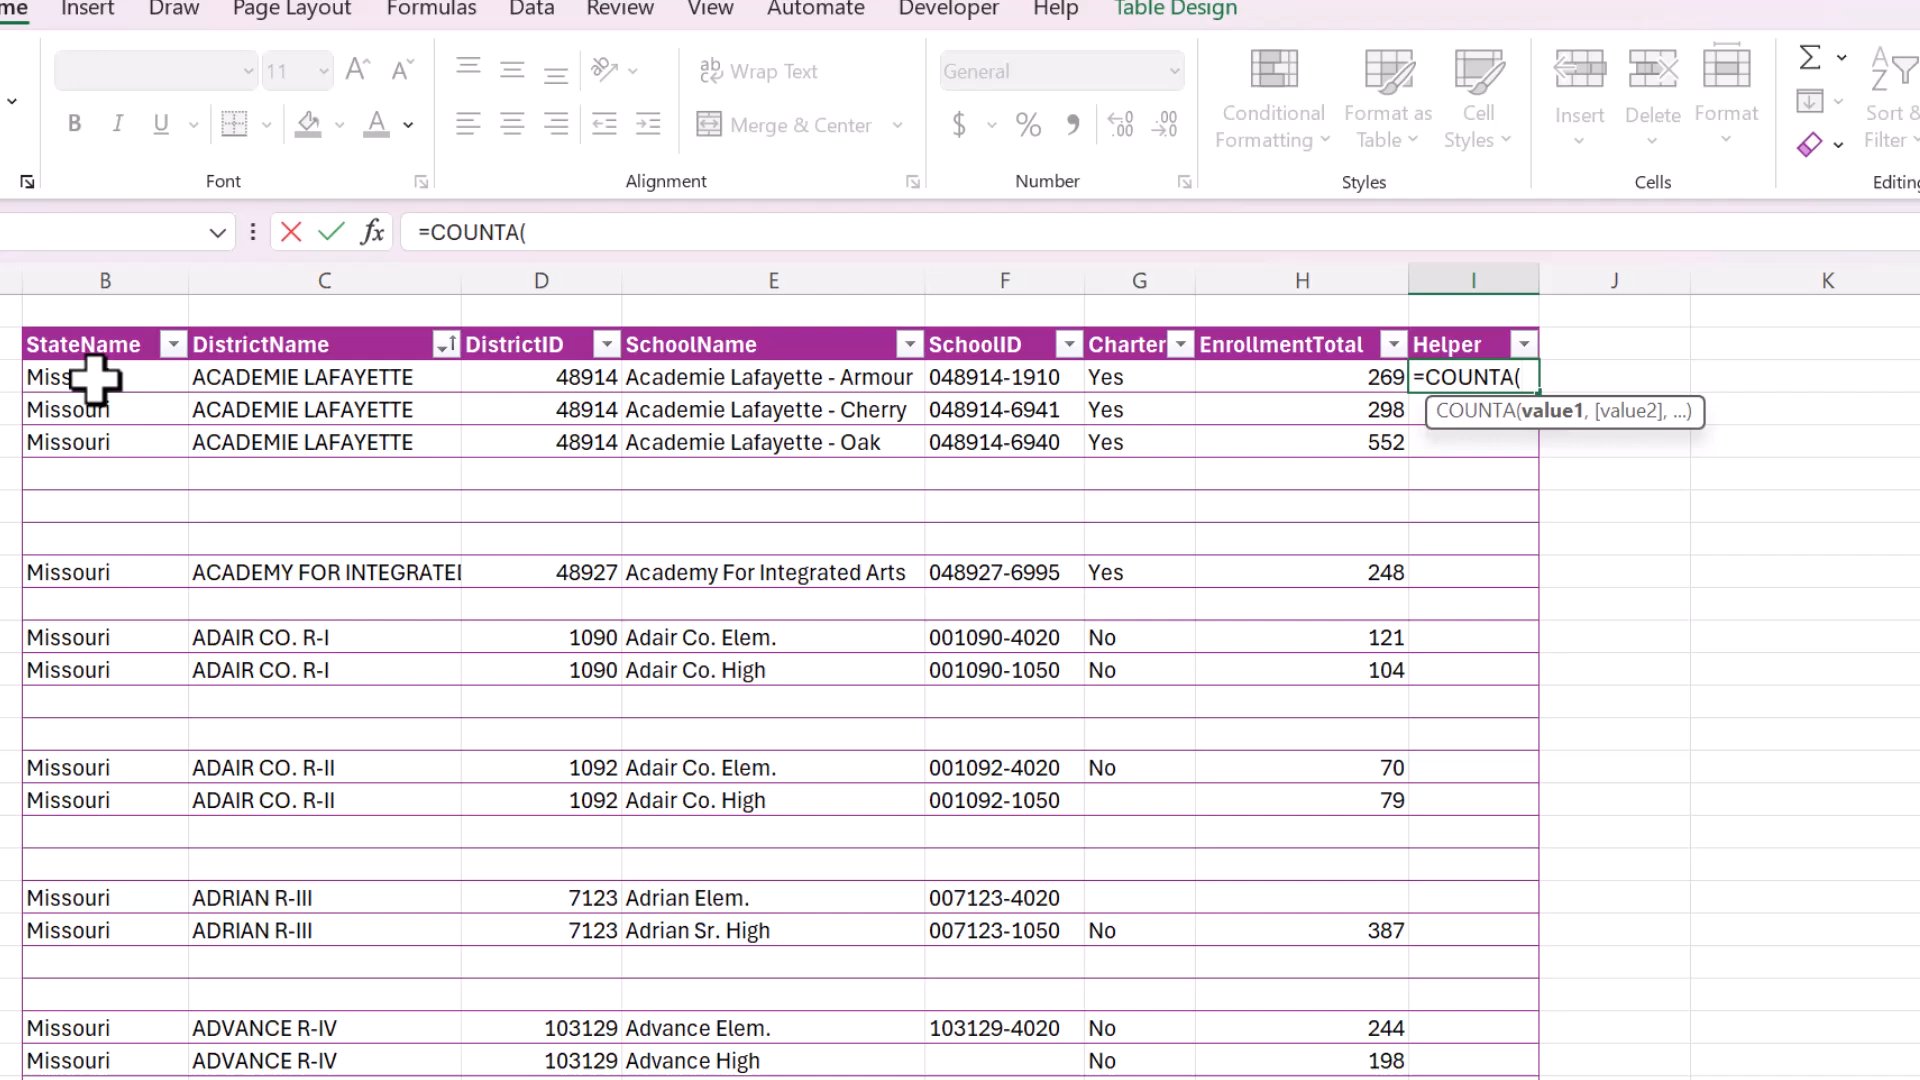 me Insert Draw Page Layout Formulas Data Review View Automate Developer Help Table Design
11 A A ab Wrap Text General
B I U A Merge & Center $ % , .00 .00
Conditional Formatting Format as Table Cell Styles Insert Delete Format Sort & Filter
Font Alignment Number Styles Cells Editing
fx =COUNTA(
B C D E F G H I J K
StateName DistrictName DistrictID SchoolName SchoolID Charter EnrollmentTotal Helper
Miss ACADEMIE LAFAYETTE 48914 Academie Lafayette - Armour 048914-1910 Yes 269 =COUNTA(
Missouri ACADEMIE LAFAYETTE 48914 Academie Lafayette - Cherry 048914-6941 Yes 298 COUNTA(value1, [value2], ...)
Missouri ACADEMIE LAFAYETTE 48914 Academie Lafayette - Oak 048914-6940 Yes 552
Missouri ACADEMY FOR INTEGRATED 48927 Academy For Integrated Arts 048927-6995 Yes 248
Missouri ADAIR CO. R-I 1090 Adair Co. Elem. 001090-4020 No 121
Missouri ADAIR CO. R-I 1090 Adair Co. High 001090-1050 No 104
Missouri ADAIR CO. R-II 1092 Adair Co. Elem. 001092-4020 No 70
Missouri ADAIR CO. R-II 1092 Adair Co. High 001092-1050 79
Missouri ADRIAN R-III 7123 Adrian Elem. 007123-4020
Missouri ADRIAN R-III 7123 Adrian Sr. High 007123-1050 No 387
Missouri ADVANCE R-IV 103129 Advance Elem. 103129-4020 No 244
Missouri ADVANCE R-IV 103129 Advance High No 198